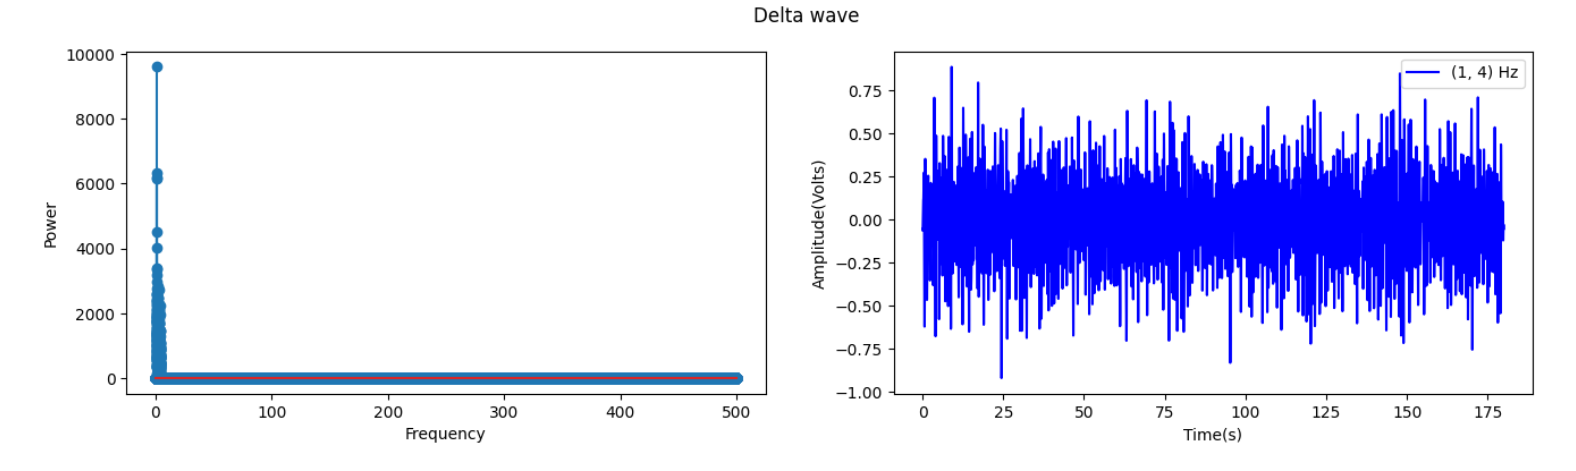 Delta wave
10000
8000
6000
4000
2000
0
Power
0 100 200 300 400 500
Frequency
(1, 4) Hz
0.75
0.50
0.25
0.00
−0.25
−0.50
−0.75
−1.00
Amplitude(Volts)
0 25 50 75 100 125 150 175
Time(s)